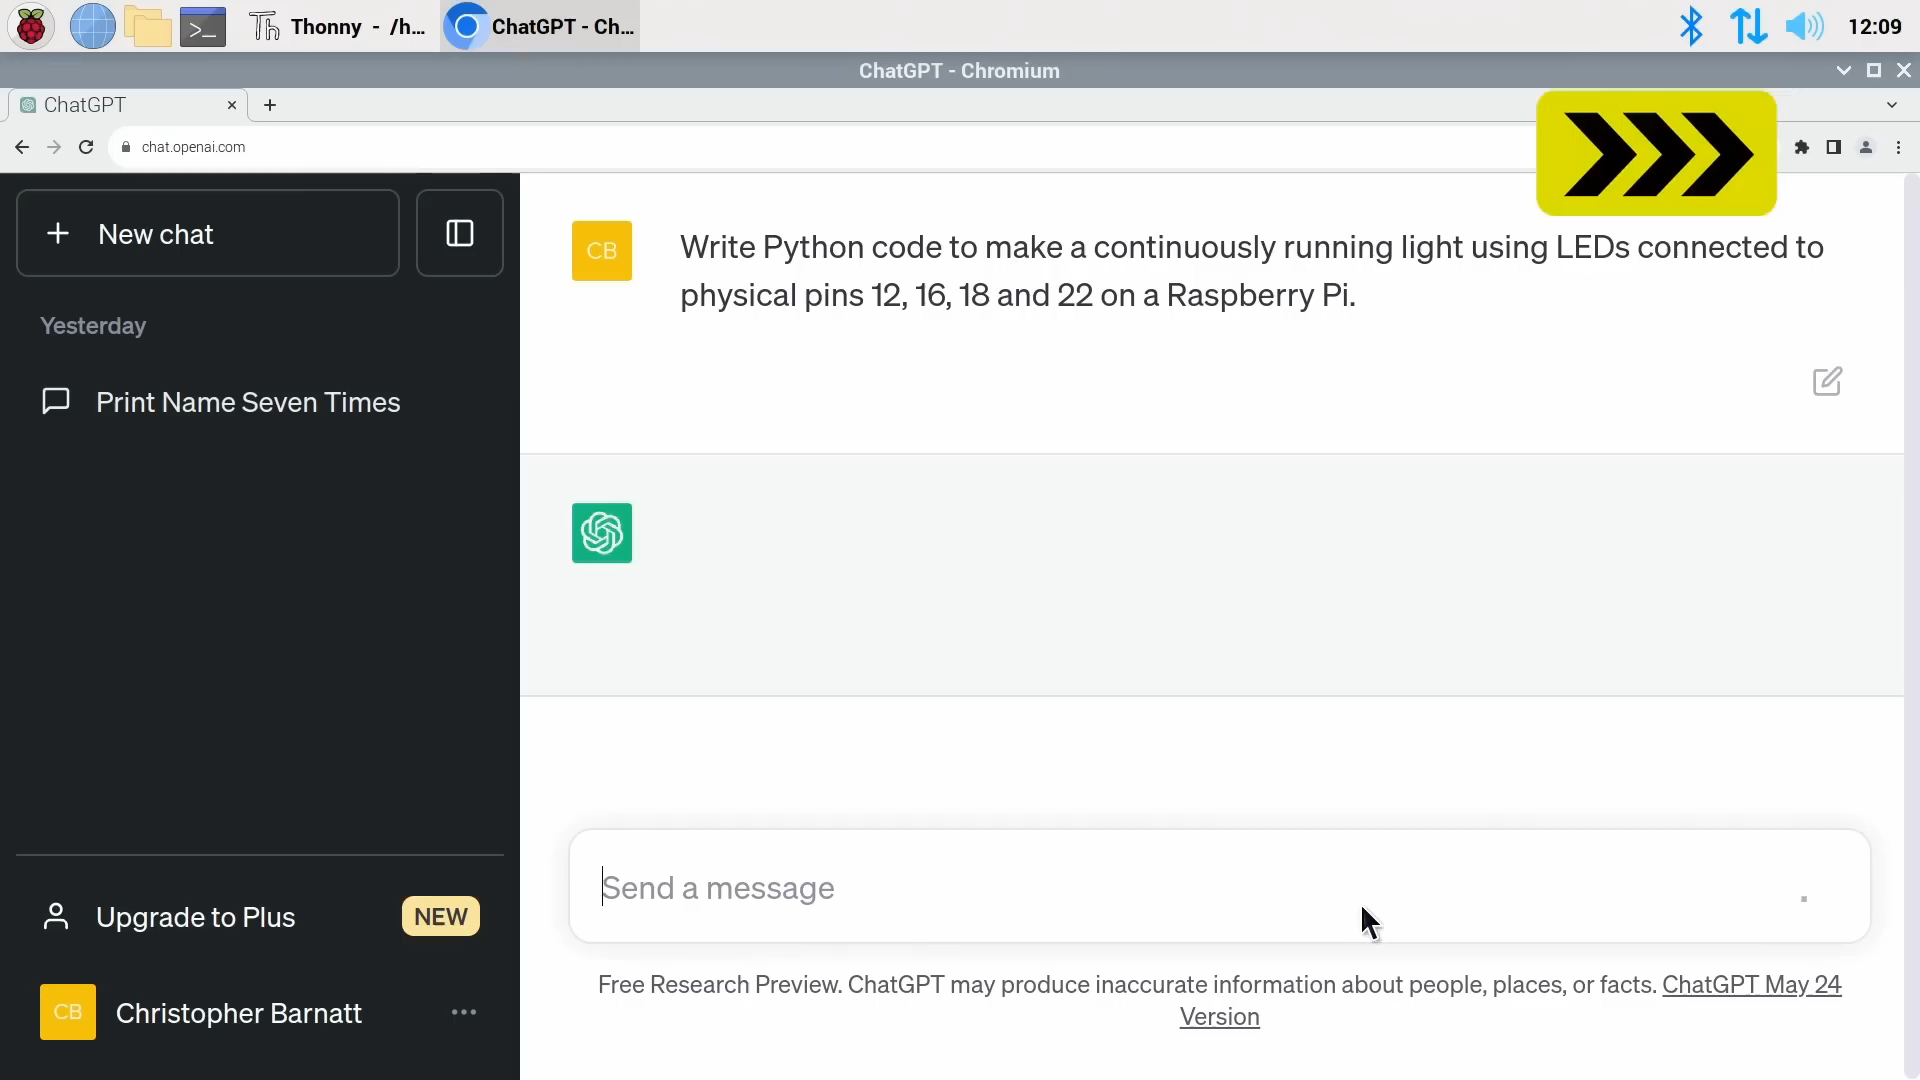 Thonny - /h...
ChatGPT - Ch...
12:09
ChatGPT - Chromium
ChatGPT
chat.openai.com
New chat
Yesterday
Print Name Seven Times
Upgrade to Plus
NEW
CB
Christopher Barnatt
CB
Write Python code to make a continuously running light using LEDs connected to
physical pins 12, 16, 18 and 22 on a Raspberry Pi.
Send a message
Free Research Preview. ChatGPT may produce inaccurate information about people, places, or facts. ChatGPT May 24
Version